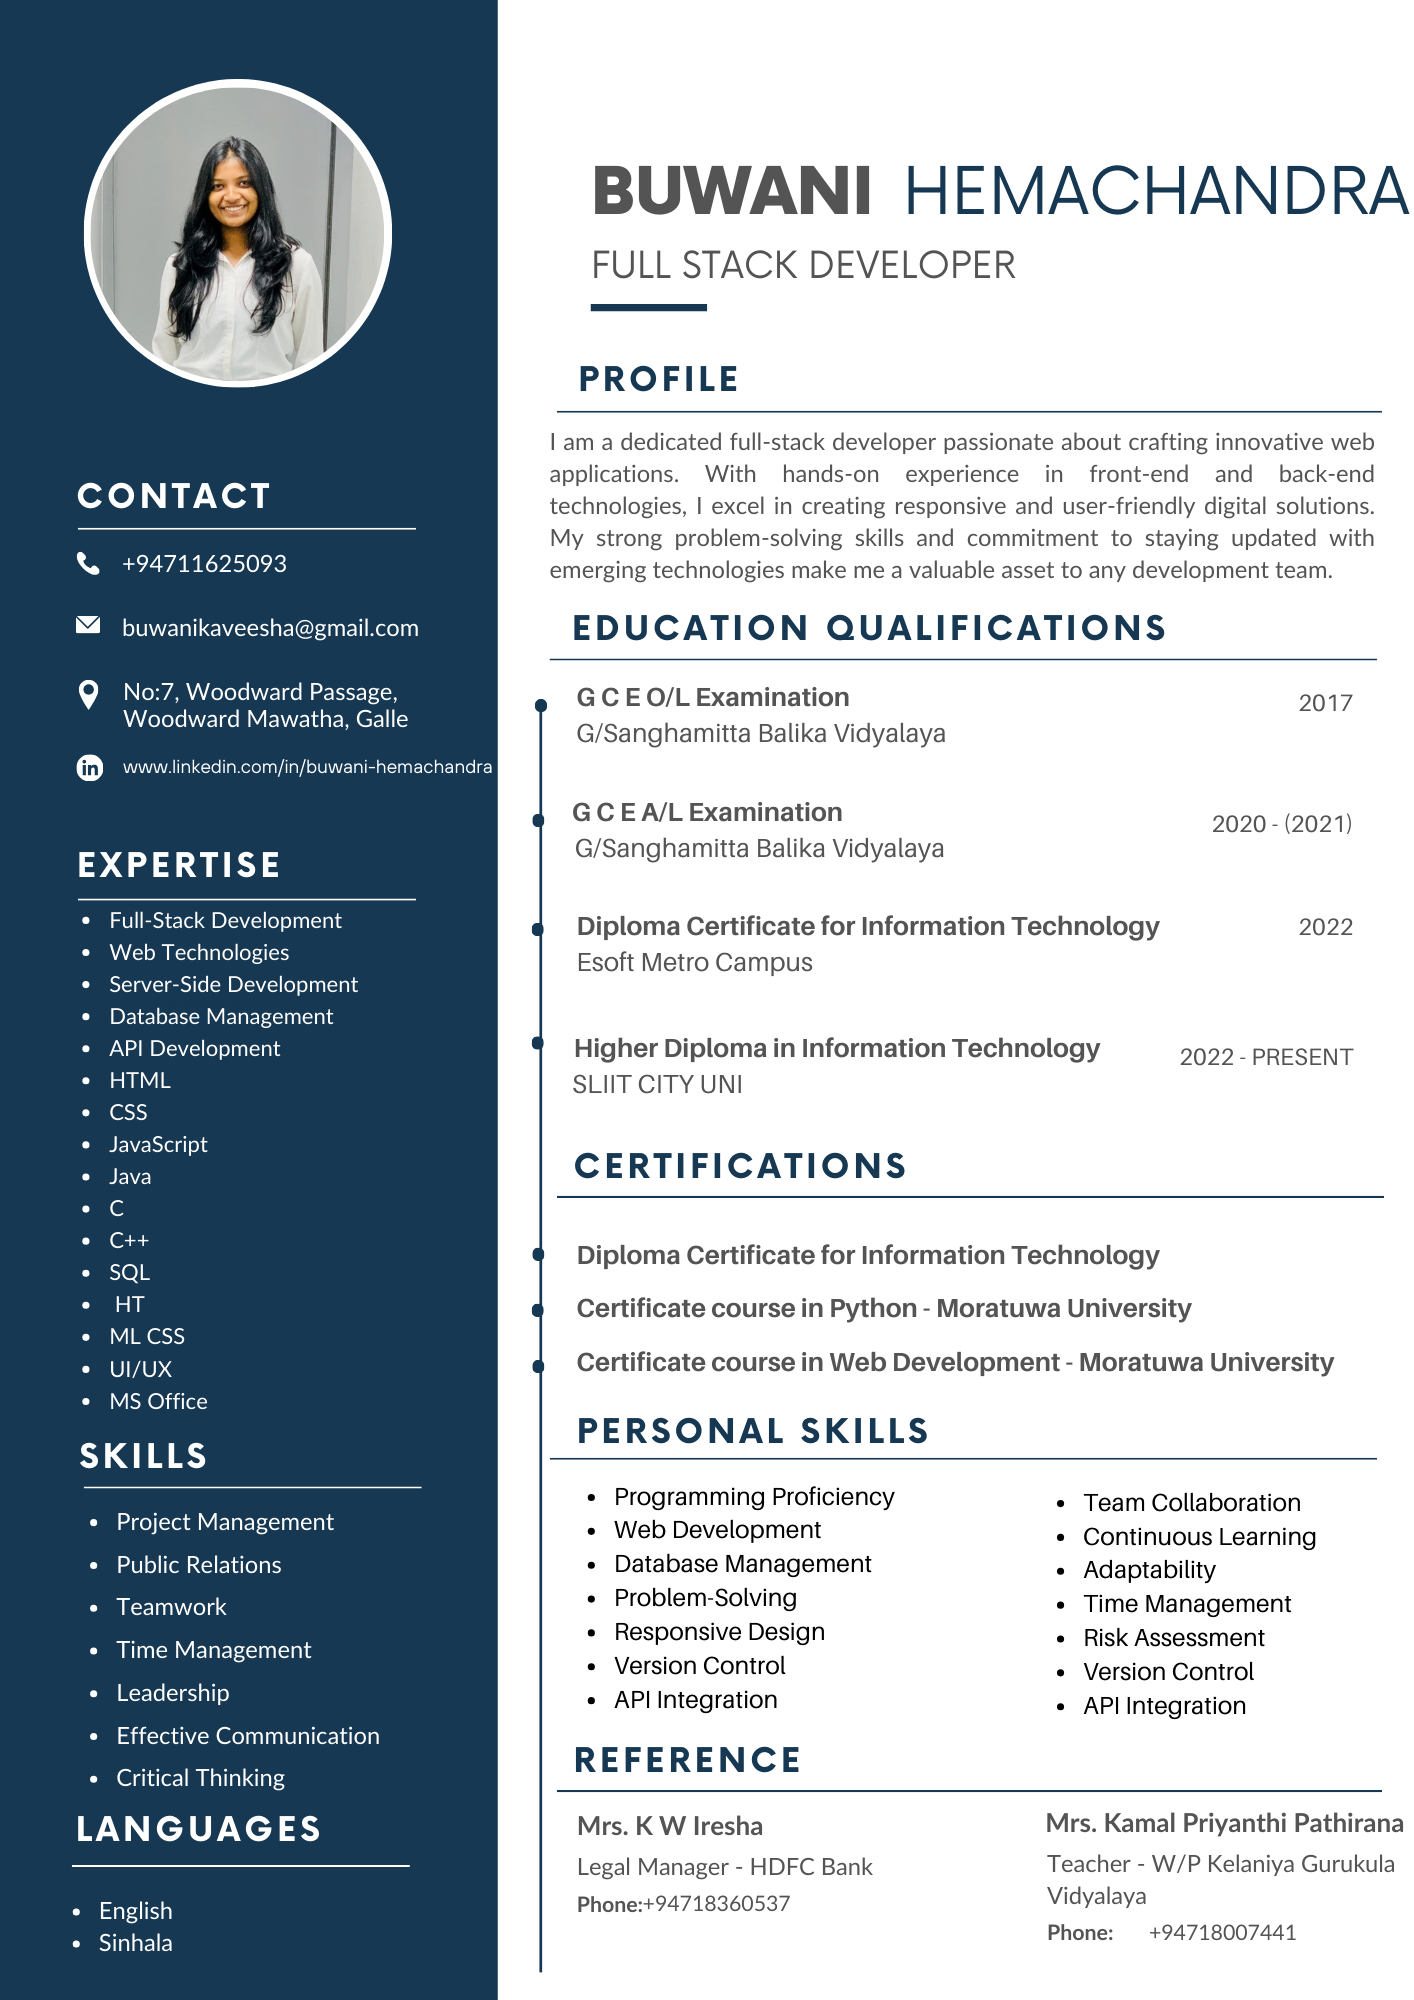 BUWANI HEMACHANDRA
FULL STACK DEVELOPER
CONTACT
+94711625093
buwanikaveesha@gmail.com
No:7, Woodward Passage,
Woodward Mawatha, Galle
in www.linkedin.com/in/buwani-hemachandra
EXPERTISE
• Full-Stack Development
• Web Technologies
• Server-Side Development
• Database Management
• API Development
• HTML
• CSS
• JavaScript
• Java
• C
• C++
• SQL
• HT
• ML CSS
• UI/UX
• MS Office
SKILLS
• Project Management
• Public Relations
• Teamwork
• Time Management
• Leadership
• Effective Communication
• Critical Thinking
LANGUAGES
• English
• Sinhala
PROFILE
I am a dedicated full-stack developer passionate about crafting innovative web
applications. With hands-on experience in front-end and back-end
technologies, I excel in creating responsive and user-friendly digital solutions.
My strong problem-solving skills and commitment to staying updated with
emerging technologies make me a valuable asset to any development team.
EDUCATION QUALIFICATIONS
G C E O/L Examination 2017
G/Sanghamitta Balika Vidyalaya
G C E A/L Examination 2020 - (2021)
G/Sanghamitta Balika Vidyalaya
Diploma Certificate for Information Technology 2022
Esoft Metro Campus
Higher Diploma in Information Technology 2022 - PRESENT
SLIIT CITY UNI
CERTIFICATIONS
Diploma Certificate for Information Technology
Certificate course in Python - Moratuwa University
Certificate course in Web Development - Moratuwa University
PERSONAL SKILLS
• Programming Proficiency
• Web Development
• Database Management
• Problem-Solving
• Responsive Design
• Version Control
• API Integration
• Team Collaboration
• Continuous Learning
• Adaptability
• Time Management
• Risk Assessment
• Version Control
• API Integration
REFERENCE
Mrs. K W Iresha
Legal Manager - HDFC Bank
Phone:+94718360537
Mrs. Kamal Priyanthi Pathirana
Teacher - W/P Kelaniya Gurukula
Vidyalaya
Phone: +94718007441